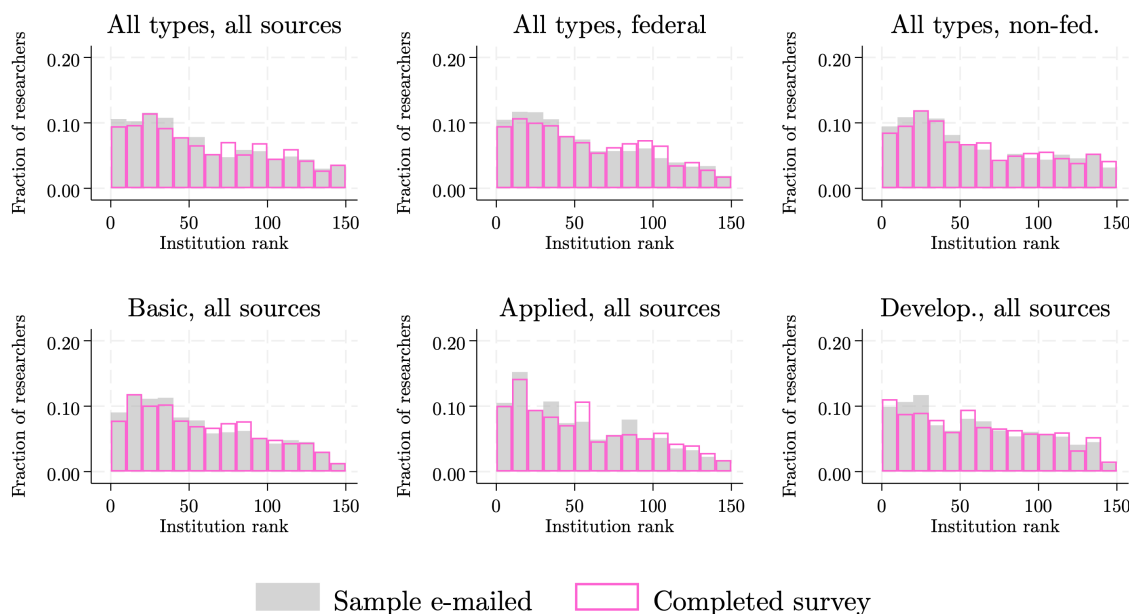 All types, all sources
All types, federal
All types, non-fed.
Fraction of researchers
0.20
0.10
0.00
0
50
100
150
Institution rank
Fraction of researchers
0.20
0.10
0.00
0
50
100
150
Institution rank
Fraction of researchers
0.20
0.10
0.00
0
50
100
150
Institution rank
Basic, all sources
Applied, all sources
Develop., all sources
Fraction of researchers
0.20
0.10
0.00
0
50
100
150
Institution rank
Fraction of researchers
0.20
0.10
0.00
0
50
100
150
Institution rank
Fraction of researchers
0.20
0.10
0.00
0
50
100
150
Institution rank
Sample e-mailed
Completed survey